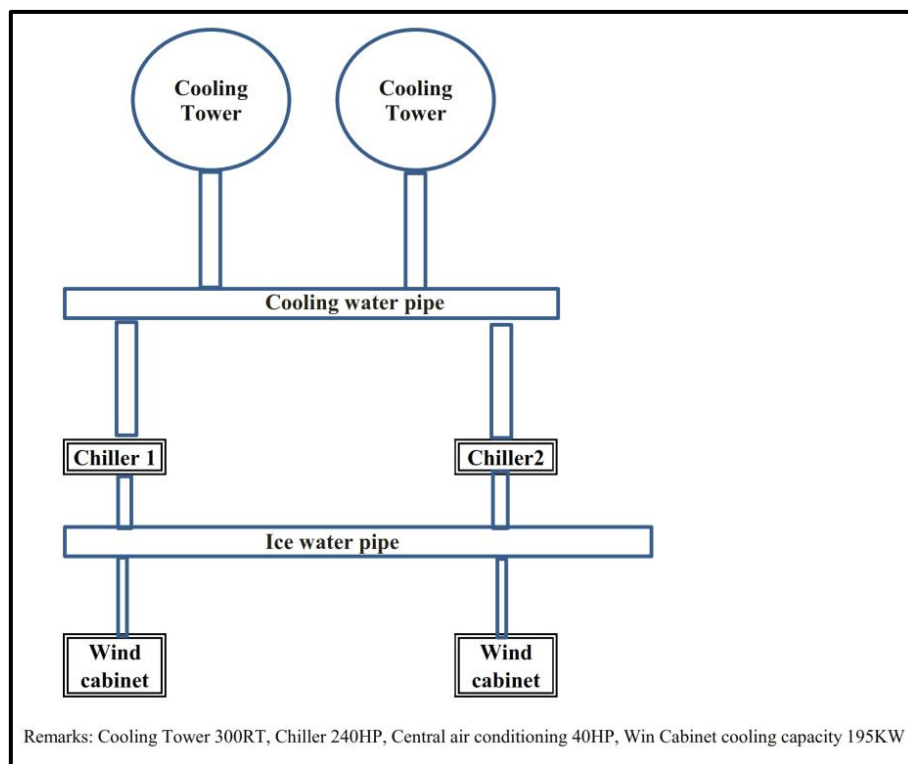 Cooling
Tower
Cooling
Tower
Cooling water pipe
Chiller 1
Chiller2
Ice water pipe
Wind
cabinet
Wind
cabinet
Remarks: Cooling Tower 300RT, Chiller 240HP, Central air conditioning 40HP, Win Cabinet cooling capacity 195KW